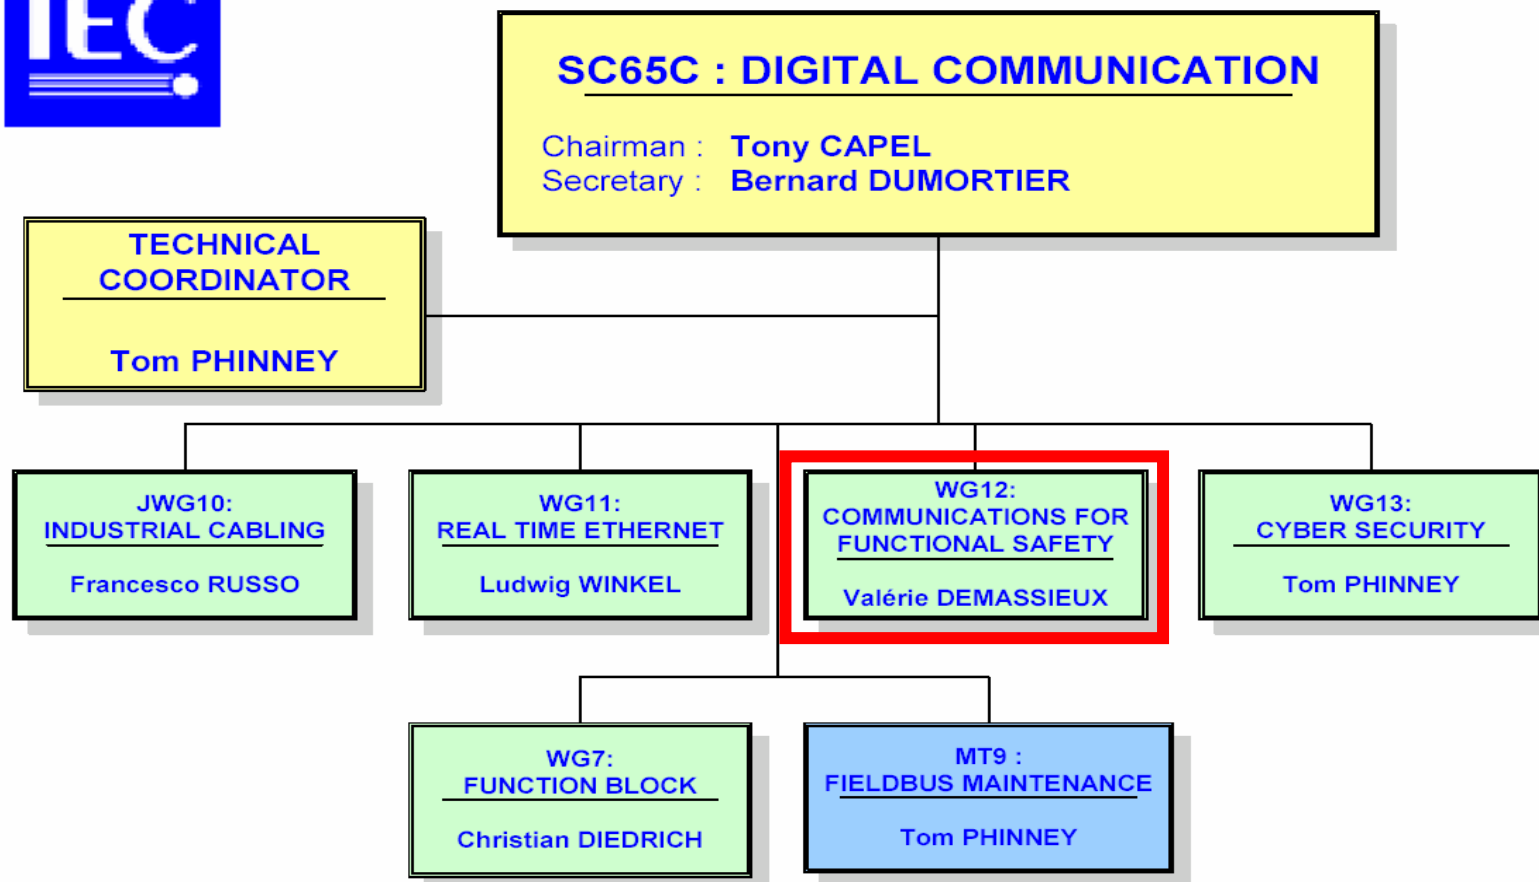 IEC
SC65C : DIGITAL COMMUNICATION
Chairman : Tony CAPEL
Secretary : Bernard DUMORTIER
TECHNICAL
COORDINATOR
Tom PHINNEY
JWG10:
INDUSTRIAL CABLING
Francesco RUSSO
WG11:
REAL TIME ETHERNET
Ludwig WINKEL
WG12:
COMMUNICATIONS FOR
FUNCTIONAL SAFETY
Valérie DEMASSIEUX
WG13:
CYBER SECURITY
Tom PHINNEY
WG7:
FUNCTION BLOCK
Christian DIEDRICH
MT9 :
FIELDBUS MAINTENANCE
Tom PHINNEY